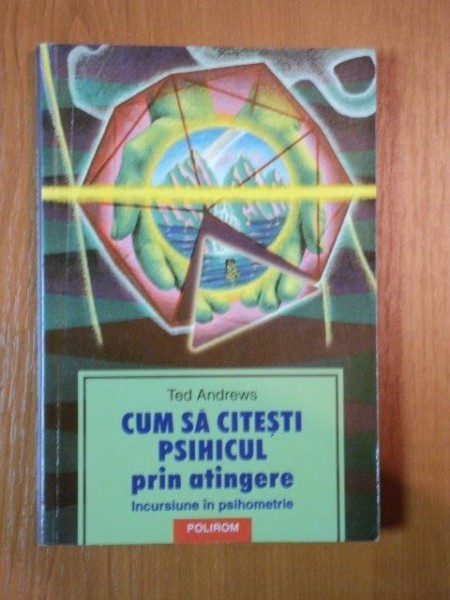 Ted Andrews
CUM SĂ CITEȘTI
PSIHICUL
prin atingere
Incursiune în psihometrie
POLIROM